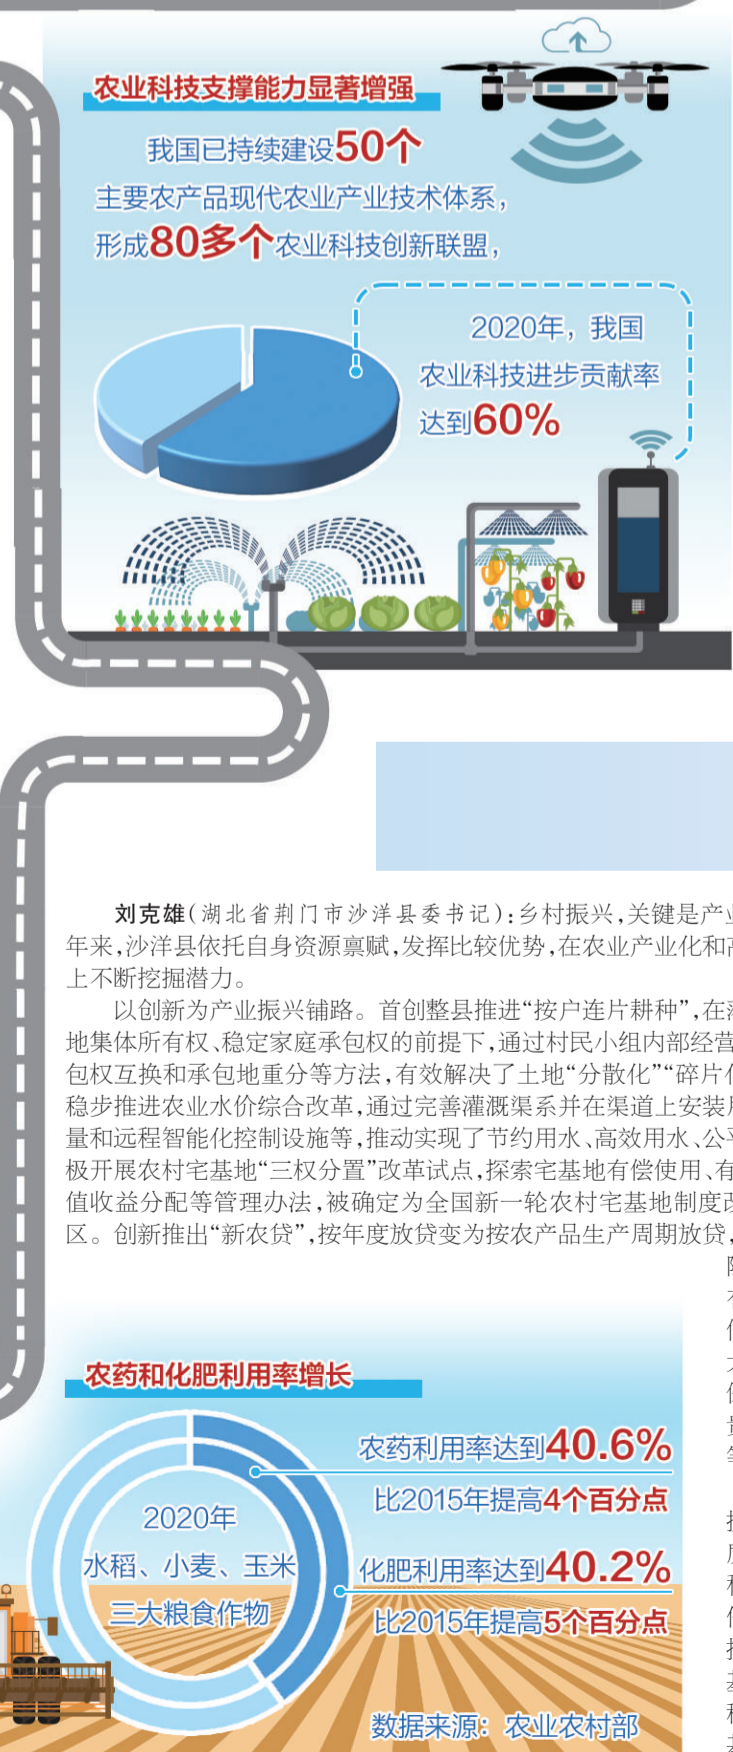 农业科技支撑能力显著增强
我国已持续建设50个
主要农产品现代农业产业技术体系，
形成80多个农业科技创新联盟，
2020年，我国
农业科技进步贡献率
达到60%
刘克雄（湖北省荆门市沙洋县委书记）：乡村振兴，关键是产业
年来，沙洋县依托自身资源禀赋，发挥比较优势，在农业产业化和高
上不断挖掘潜力。
以创新为产业振兴铺路。首创整县推进“按户连片耕种”，在落
地集体所有权、稳定家庭承包权的前提下，通过村民小组内部经营
包权互换和承包地重分等方法，有效解决了土地“分散化”“碎片化
稳步推进农业水价综合改革，通过完善灌溉渠系并在渠道上安装
量和远程智能化控制设施等，推动实现了节约用水、高效用水、公平
极开展农村宅基地“三权分置”改革试点，探索宅基地有偿使用、有
值收益分配等管理办法，被确定为全国新一轮农村宅基地制度改
区。创新推出“新农贷”，按年度放贷变为按农产品生产周期放贷，
农药和化肥利用率增长
2020年
水稻、小麦、玉米
三大粮食作物
农药利用率达到40.6%
比2015年提高4个百分点
化肥利用率达到40.2%
比2015年提高5个百分点
数据来源：农业农村部